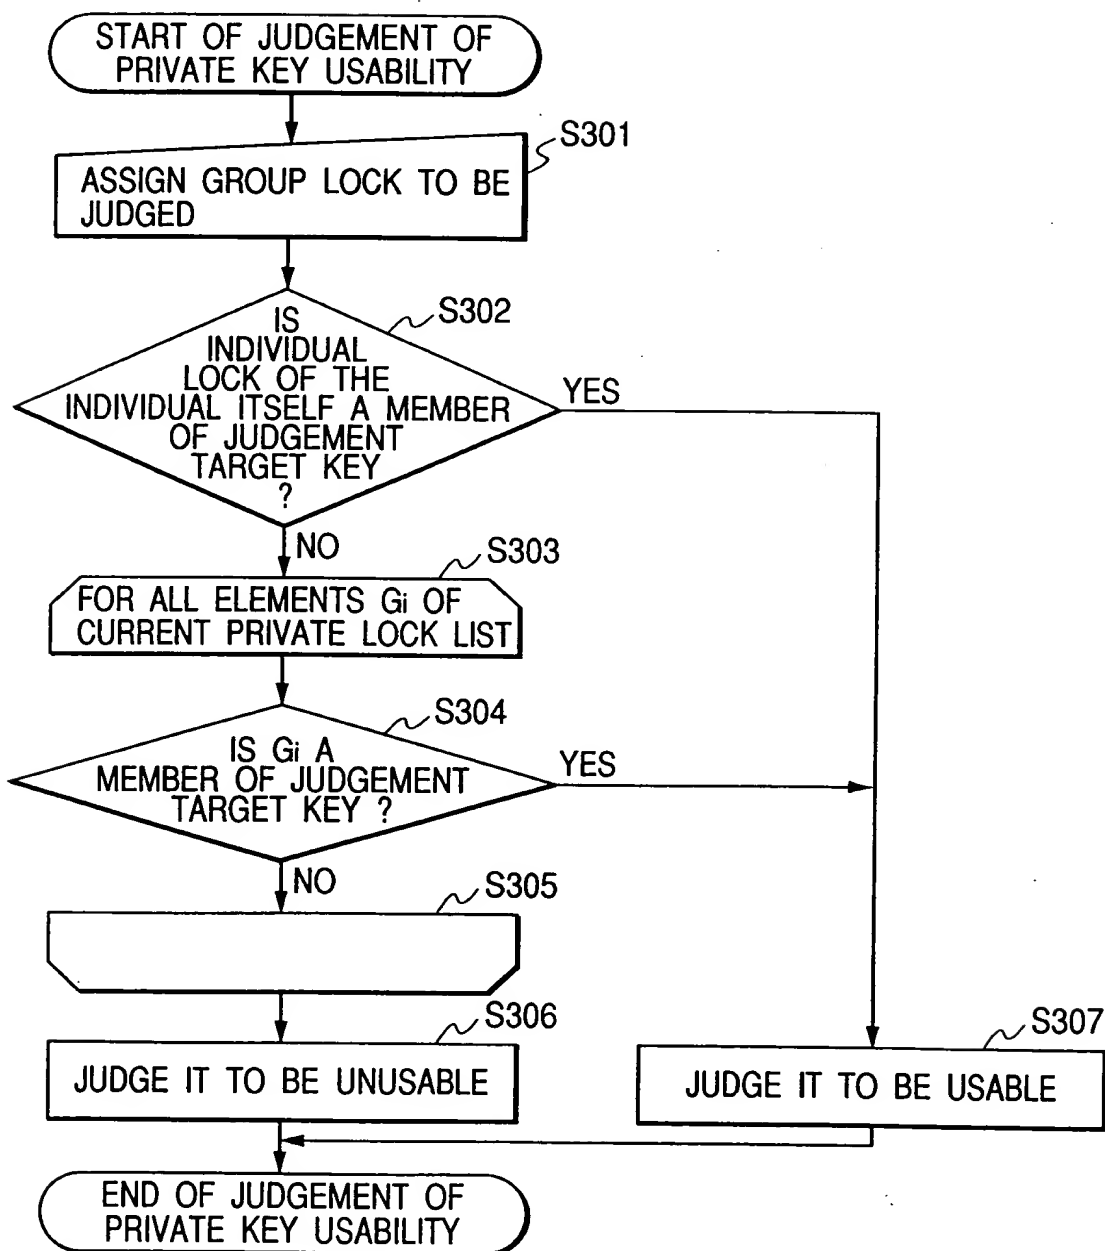 START OF JUDGEMENT OF
PRIVATE KEY USABILITY
S301
ASSIGN GROUP LOCK TO BE
JUDGED
S302
IS
INDIVIDUAL
LOCK OF THE
INDIVIDUAL ITSELF A MEMBER
OF JUDGEMENT
TARGET KEY
?
YES
NO
S303
FOR ALL ELEMENTS Gi OF
CURRENT PRIVATE LOCK LIST
S304
IS Gi A
MEMBER OF JUDGEMENT
TARGET KEY ?
YES
NO
S305
S306
JUDGE IT TO BE UNUSABLE
S307
JUDGE IT TO BE USABLE
END OF JUDGEMENT OF
PRIVATE KEY USABILITY